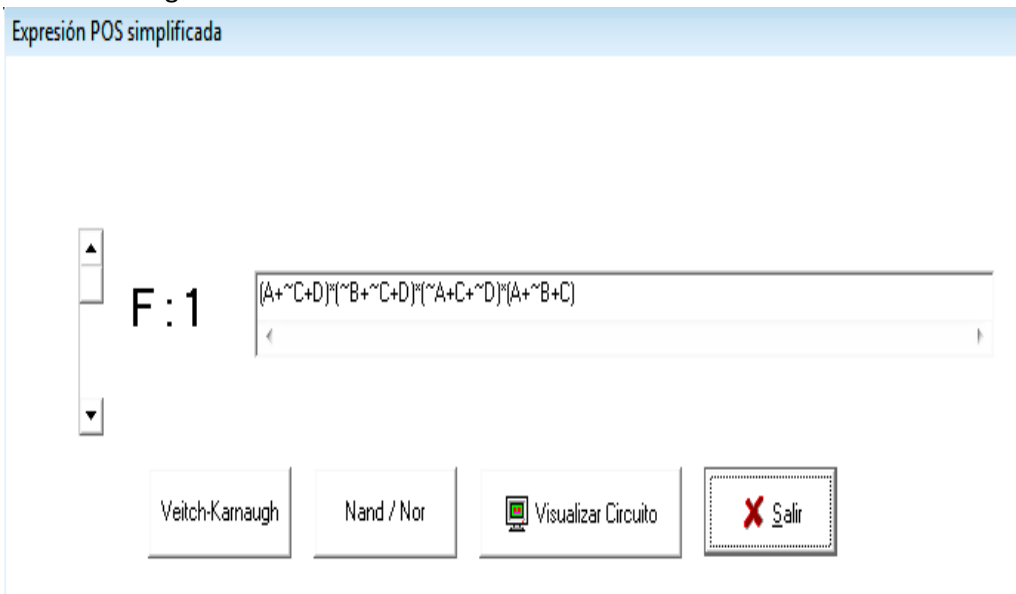 Expresión POS simplificada
F : 1
(A+~C+D)*(~B+~C+D)*(~A+C+~D)*(A+~B+C)
Veitch-Karnaugh
Nand / Nor
Visualizar Circuito
Salir